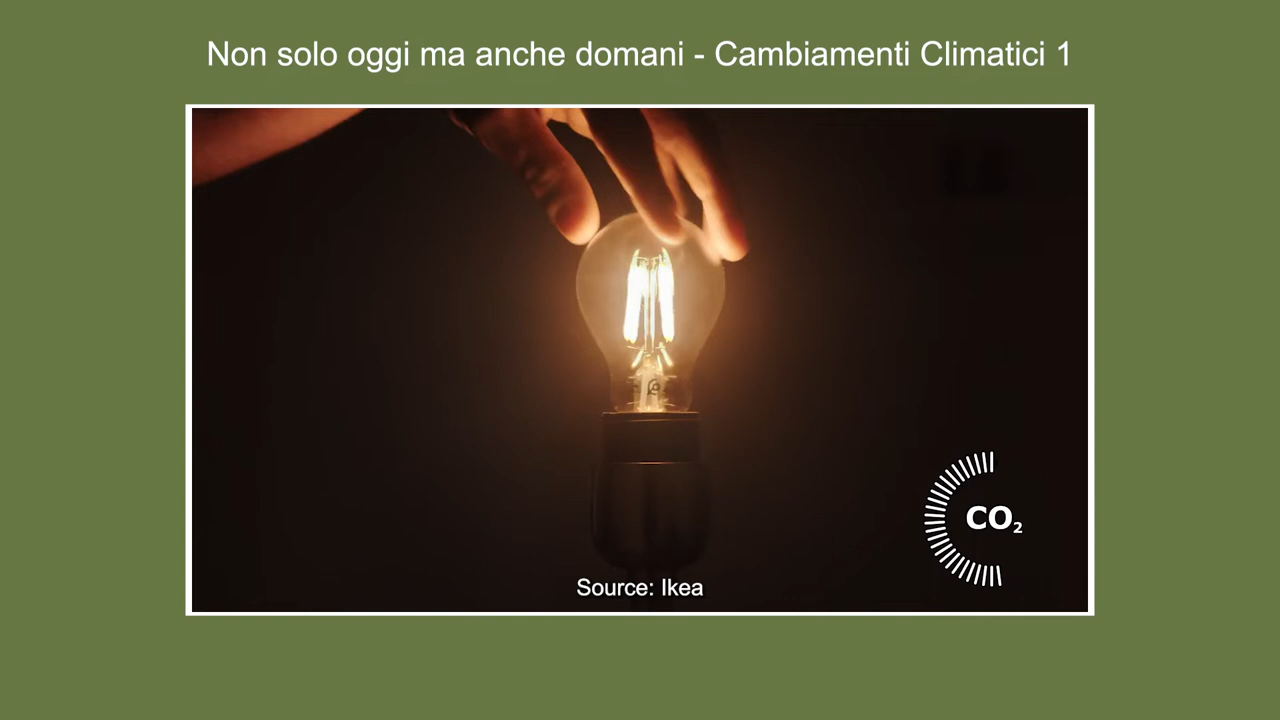 Non solo oggi ma anche domani - Cambiamenti Climatici 1
CO₂
Source: Ikea